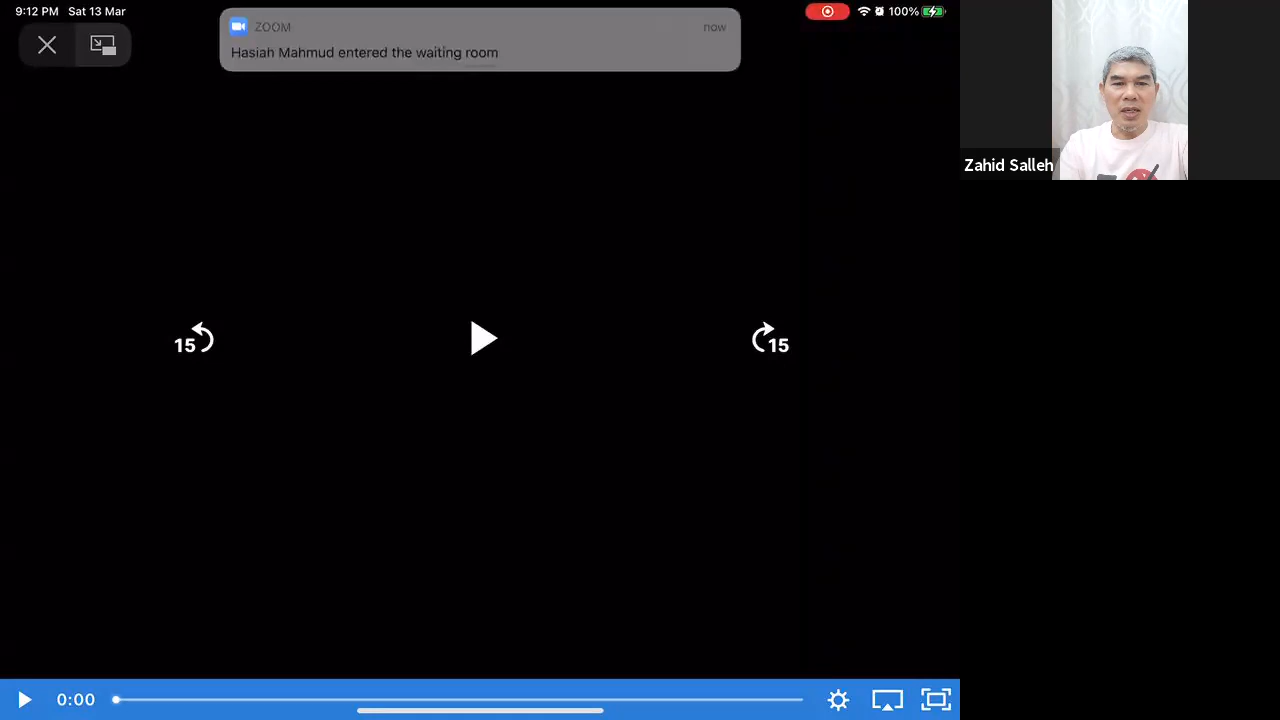 9:12 PM Sat 13 Mar
100%
ZOOM
now
Hasiah Mahmud entered the waiting room
Zahid Salleh
15
15
0:00